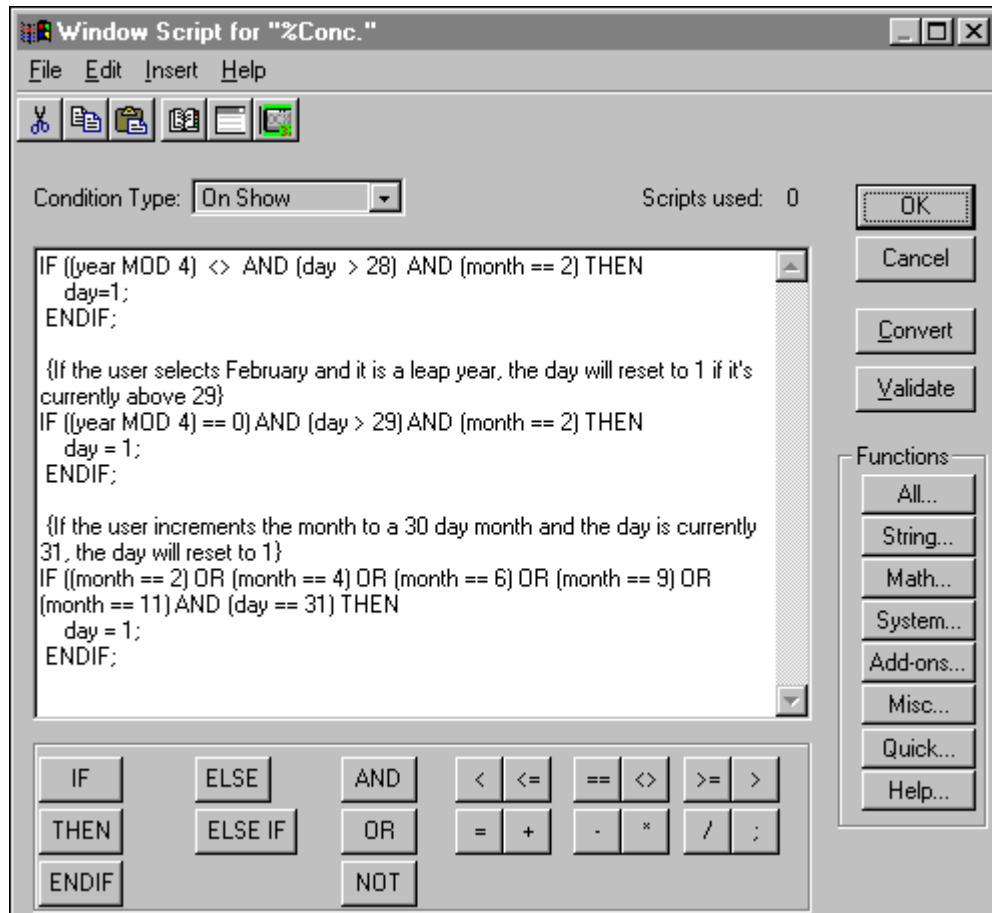 Window Script for "%Conc."
File Edit Insert Help
Condition Type: On Show Scripts used: 0
OK
Cancel
Convert
Validate
IF ((year MOD 4) <> AND (day > 28) AND (month == 2) THEN
day=1;
ENDIF;
{If the user selects February and it is a leap year, the day will reset to 1 if it's
currently above 29}
IF ((year MOD 4) == 0) AND (day > 29) AND (month == 2) THEN
day = 1;
ENDIF;
{If the user increments the month to a 30 day month and the day is currently
31, the day will reset to 1}
IF ((month == 2) OR (month == 4) OR (month == 6) OR (month == 9) OR
(month == 11) AND (day == 31) THEN
day = 1;
ENDIF;
Functions
All...
String...
Math...
System...
Add-ons...
Misc...
Quick...
Help...
IF ELSE AND < <= == <> >= >
THEN ELSE IF OR = + - * / ;
ENDIF NOT